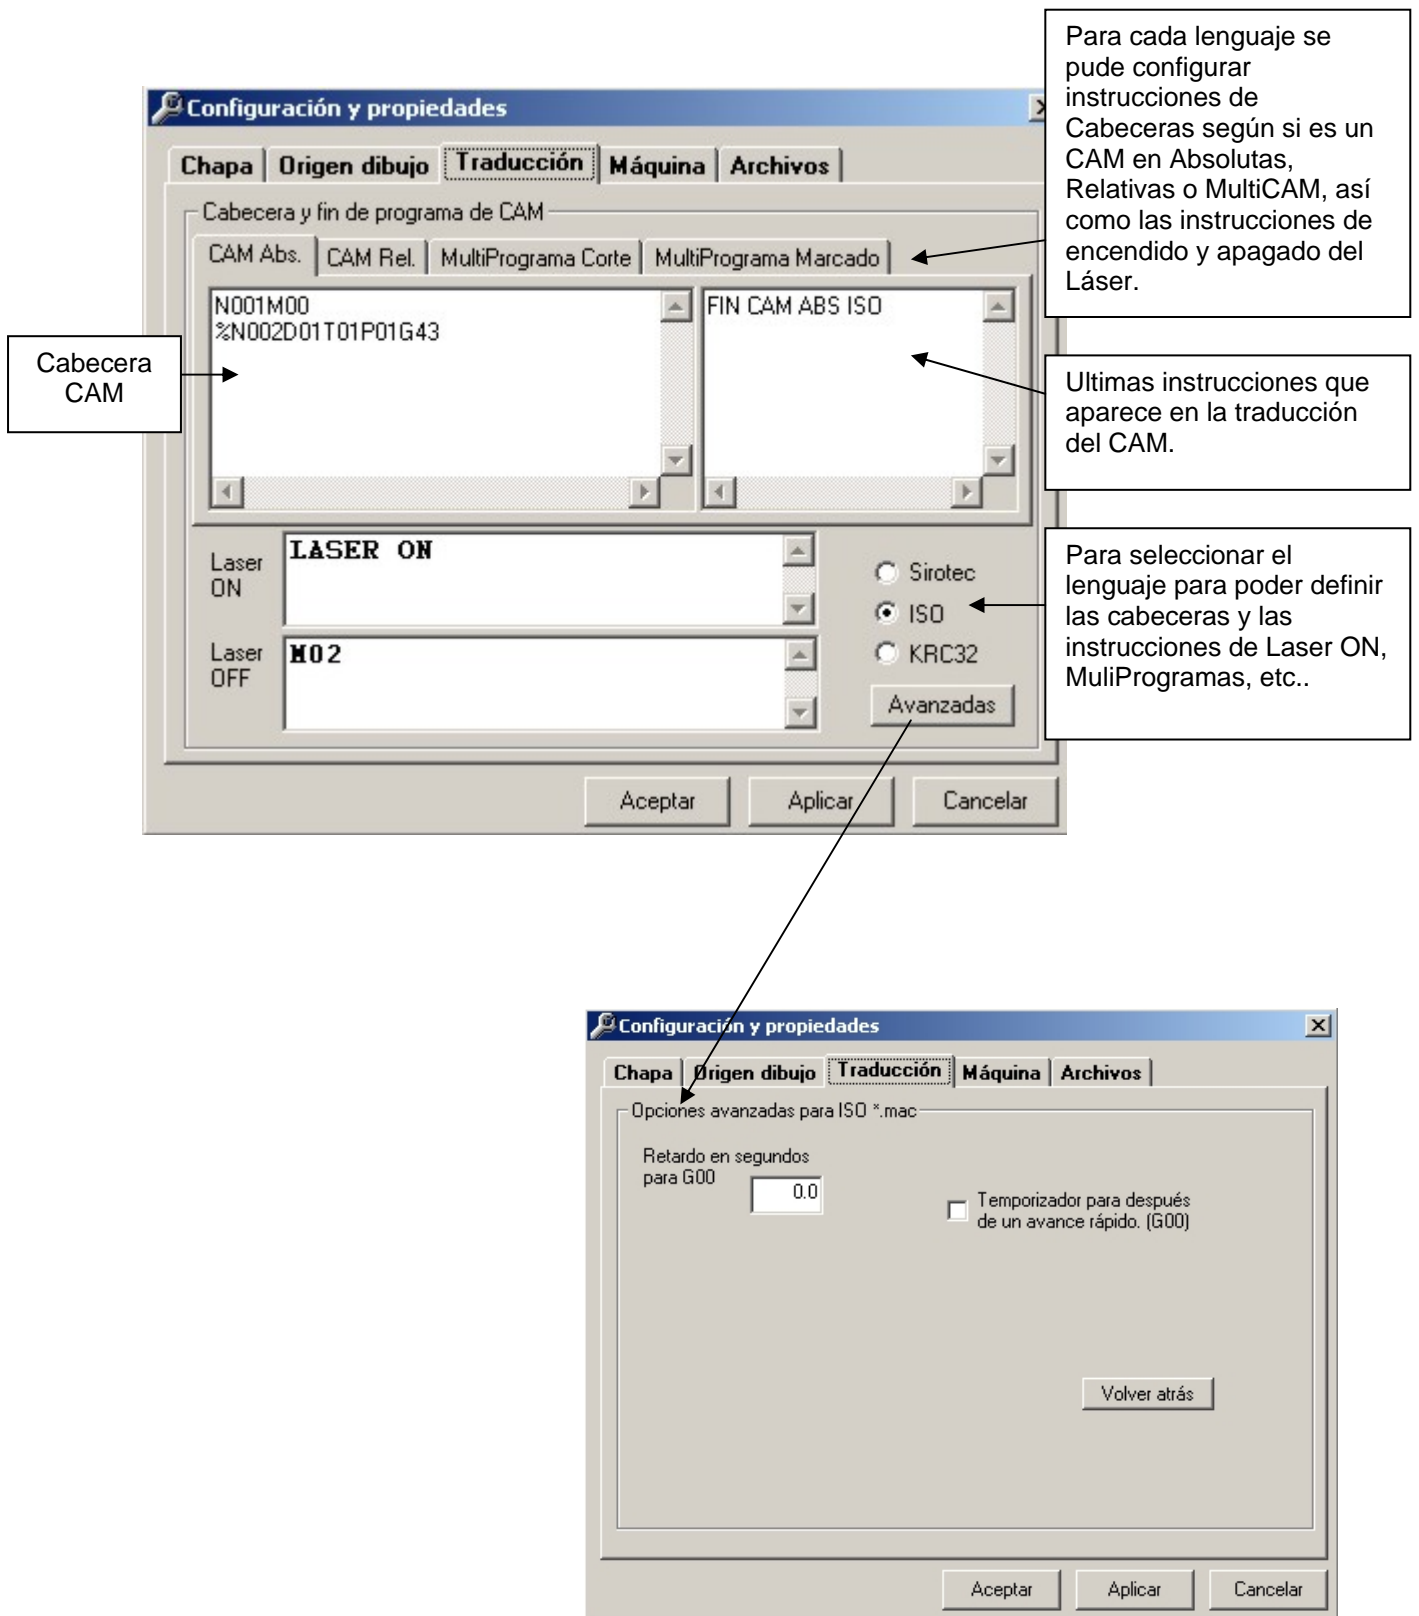 Para cada lenguaje se
pude configurar
instrucciones de
Cabeceras según si es un
CAM en Absolutas,
Relativas o MultiCAM, así
como las instrucciones de
encendido y apagado del
Láser.
Configuración y propiedades
Chapa Origen dibujo Traducción Máquina Archivos
Cabecera y fin de programa de CAM
CAM Abs. CAM Rel. MultiPrograma Corte MultiPrograma Marcado
N001M00
%N002D01T01P01G43
FIN CAM ABS ISO
Cabecera
CAM
Ultimas instrucciones que
aparece en la traducción
del CAM.
Laser
ON
LASER ON
Laser
OFF
M02
Sirotec
ISO
KRC32
Avanzadas
Para seleccionar el
lenguaje para poder definir
las cabeceras y las
instrucciones de Laser ON,
MuliProgramas, etc..
Aceptar Aplicar Cancelar
Configuración y propiedades
Chapa Origen dibujo Traducción Máquina Archivos
Opciones avanzadas para ISO *.mac
Retardo en segundos
para G00
0.0
Temporizador para después
de un avance rápido. (G00)
Volver atrás
Aceptar Aplicar Cancelar